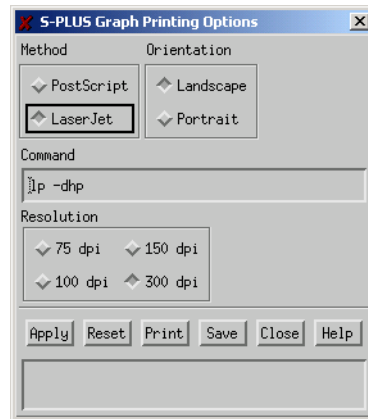 S-PLUS Graph Printing Options
Method Orientation
PostScript Landscape
LaserJet Portrait
Command
lp -dhp
Resolution
75 dpi 150 dpi
100 dpi 300 dpi
Apply Reset Print Save Close Help